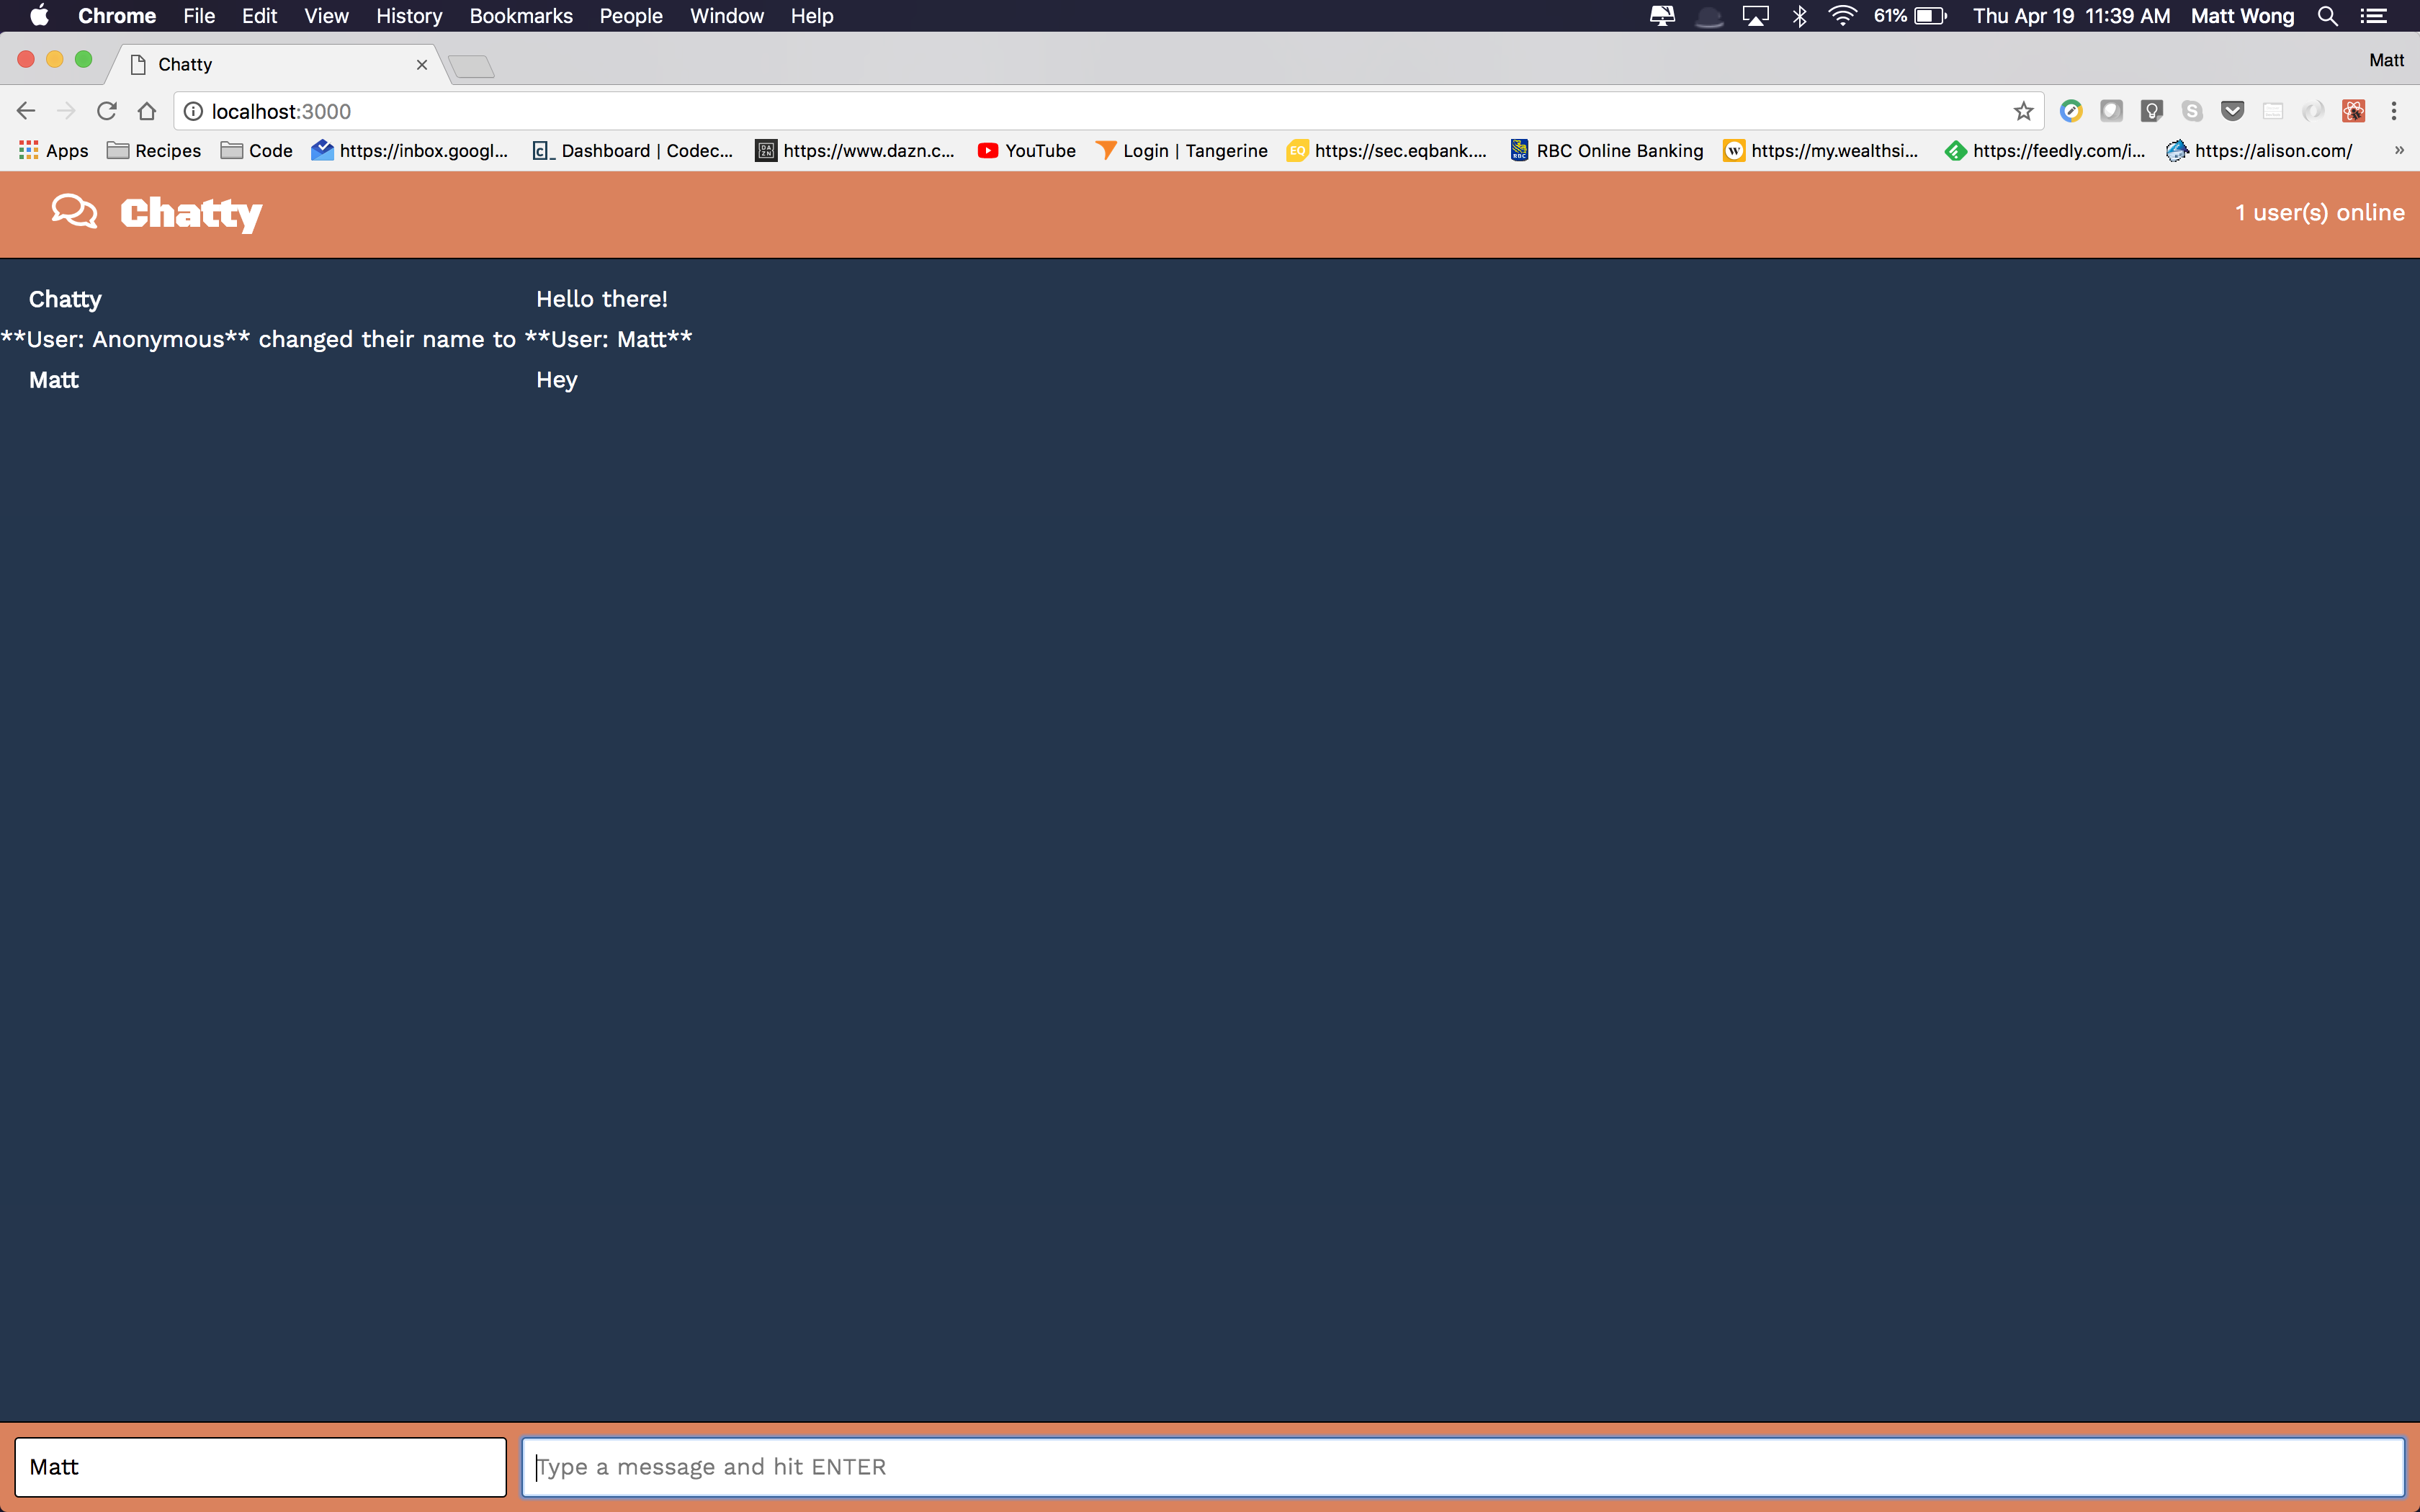 Chrome File Edit View History Bookmarks People Window Help 61% Thu Apr 19 11:39 AM Matt Wong
Chatty Matt
localhost:3000
Apps Recipes Code https://inbox.googl... Dashboard | Codec... https://www.dazn.c... YouTube Login | Tangerine https://sec.eqbank.... RBC Online Banking https://my.wealthsi... https://feedly.com/i... https://alison.com/ »
Chatty 1 user(s) online
Chatty Hello there!
**User: Anonymous** changed their name to **User: Matt**
Matt Hey
Matt Type a message and hit ENTER